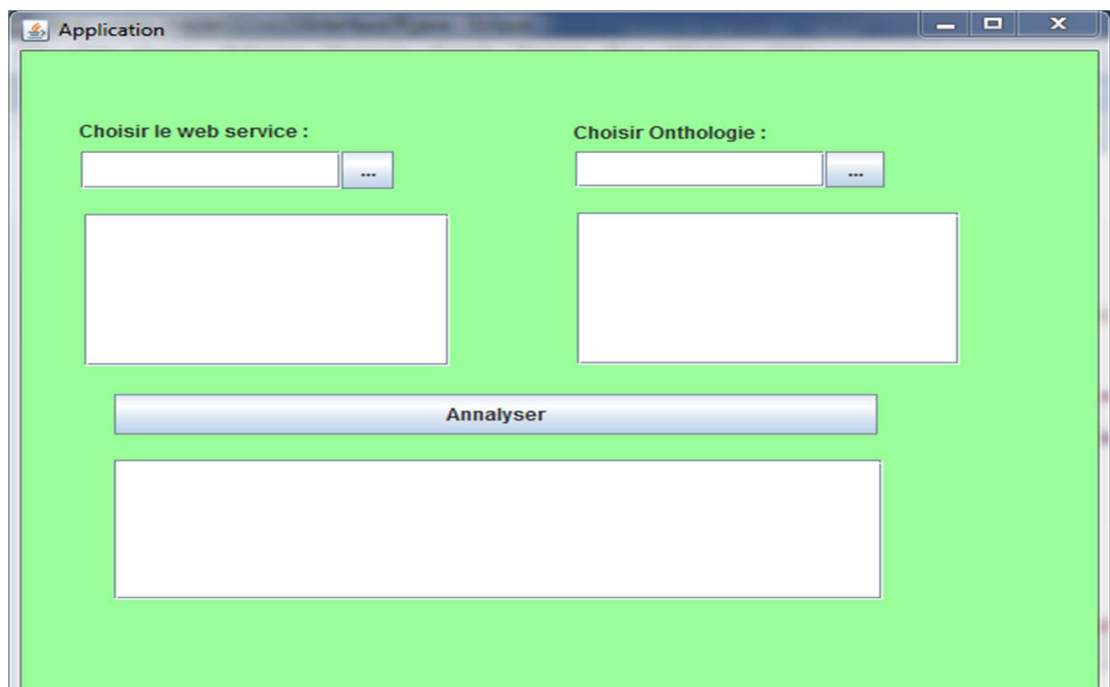 Application
Choisir le web service :
Choisir Onthologie :
...
...
Annalyser